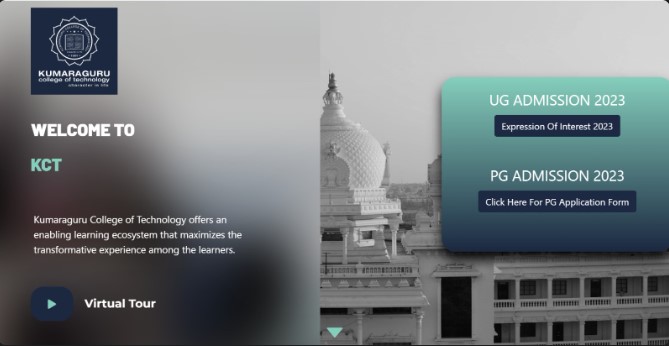 KUMARAGURU
college of technology
character is life
WELCOME TO
KCT
Kumaraguru College of Technology offers an
enabling learning ecosystem that maximizes the
transformative experience among the learners.
Virtual Tour
UG ADMISSION 2023
Expression Of Interest 2023
PG ADMISSION 2023
Click Here For PG Application Form